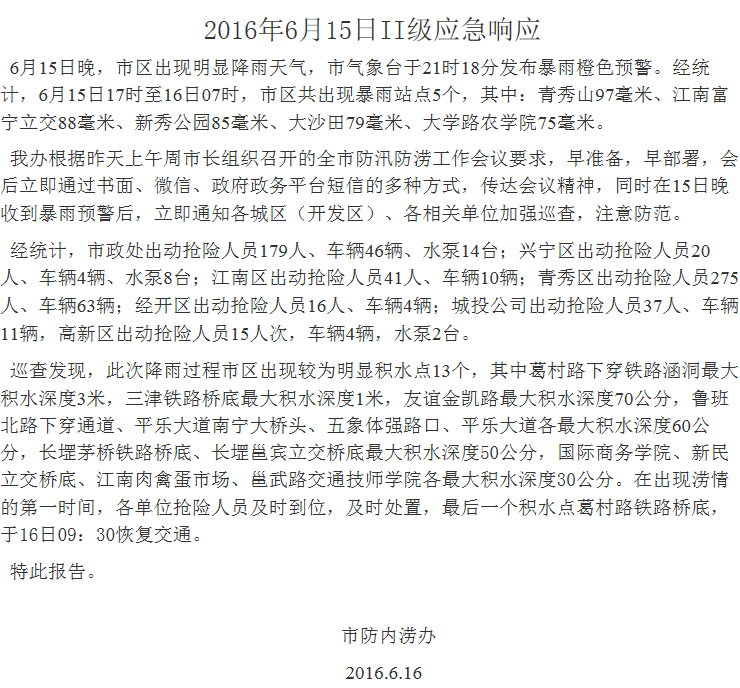 2016年6月15日II级应急响应
6月15日晚，市区出现明显降雨天气，市气象台于21时18分发布暴雨橙色预警。经统
计，6月15日17时至16日07时，市区共出现暴雨站点5个，其中：青秀山97毫米、江南富
宁立交88毫米、新秀公园85毫米、大沙田79毫米、大学路农学院75毫米。
我办根据昨天上午周市长组织召开的全市防汛防涝工作会议要求，早准备，早部署，会
后立即通过书面、微信、政府政务平台短信的多种方式，传达会议精神，同时在15日晚
收到暴雨预警后，立即通知各城区（开发区）、各相关单位加强巡查，注意防范。
经统计，市政处出动抢险人员179人、车辆46辆、水泵14台；兴宁区出动抢险人员20
人、车辆4辆、水泵8台；江南区出动抢险人员41人、车辆10辆；青秀区出动抢险人员275
人、车辆63辆；经开区出动抢险人员16人、车辆4辆；城投公司出动抢险人员37人、车辆
11辆，高新区出动抢险人员15人次，车辆4辆，水泵2台。
巡查发现，此次降雨过程市区出现较为明显积水点13个，其中葛村路下穿铁路涵洞最大
积水深度3米，三津铁路桥底最大积水深度1米，友谊金凯路最大积水深度70公分，鲁班
北路下穿通道、平乐大道南宁大桥头、五象体强路口、平乐大道各最大积水深度60公
分，长堽茅桥铁路桥底、长堽邕宾立交桥底最大积水深度50公分，国际商务学院、新民
立交桥底、江南肉禽蛋市场、邕武路交通技师学院各最大积水深度30公分。在出现涝情
的第一时间，各单位抢险人员及时到位，及时处置，最后一个积水点葛村路铁路桥底，
于16日09：30恢复交通。
特此报告。
市防内涝办
2016.6.16